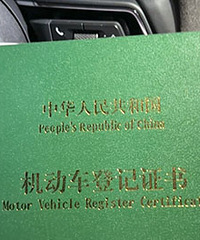 中华人民共和国
People's Republic of China
机动车登记证书
Motor Vehicle Register Certificat